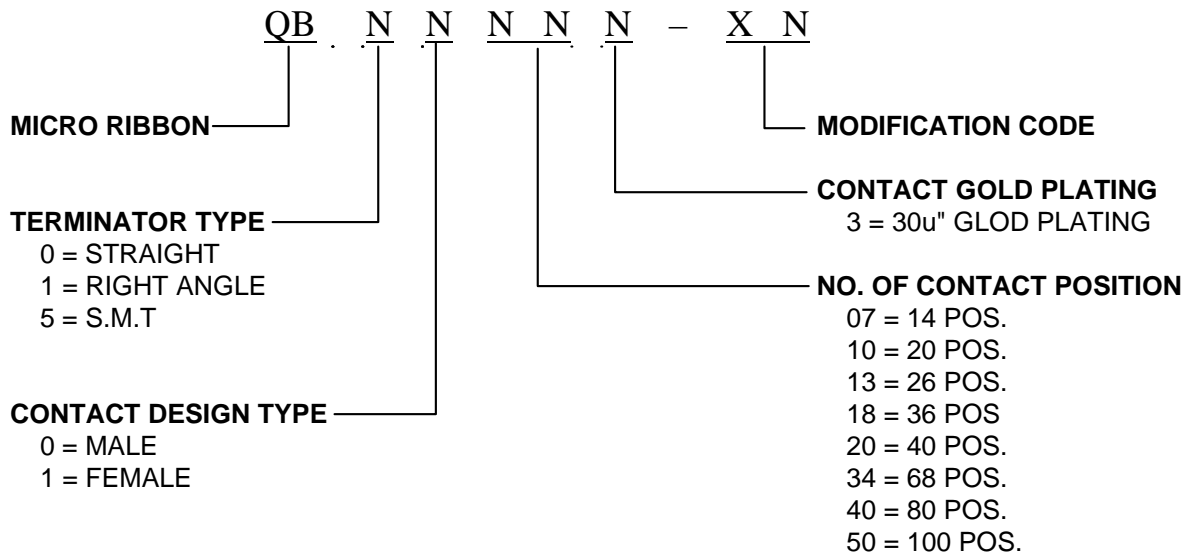 QB N N N N N – X N
MICRO RIBBON
MODIFICATION CODE
CONTACT GOLD PLATING
3 = 30u" GLOD PLATING
TERMINATOR TYPE
0 = STRAIGHT
1 = RIGHT ANGLE
5 = S.M.T
NO. OF CONTACT POSITION
07 = 14 POS.
10 = 20 POS.
13 = 26 POS.
18 = 36 POS
20 = 40 POS.
34 = 68 POS.
40 = 80 POS.
50 = 100 POS.
CONTACT DESIGN TYPE
0 = MALE
1 = FEMALE